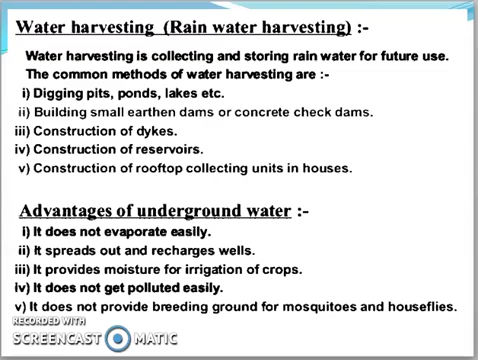 Water harvesting (Rain water harvesting) :-
Water harvesting is collecting and storing rain water for future use.
The common methods of water harvesting are :-
i) Digging pits, ponds, lakes etc.
ii) Building small earthen dams or concrete check dams.
iii) Construction of dykes.
iv) Construction of reservoirs.
v) Construction of rooftop collecting units in houses.
Advantages of underground water :-
i) It does not evaporate easily.
ii) It spreads out and recharges wells.
iii) It provides moisture for irrigation of crops.
iv) It does not get polluted easily.
v) It does not provide breeding ground for mosquitoes and houseflies.
RECORDED WITH
SCREENCAST MATIC